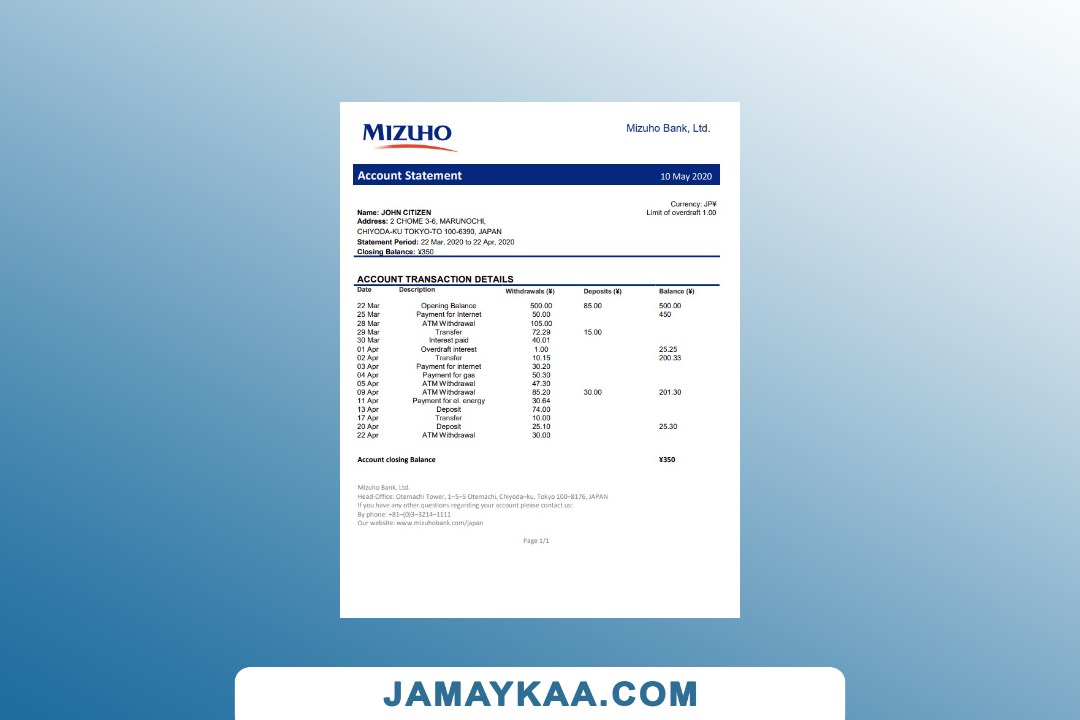 MIZUHO
Mizuho Bank, Ltd.
Account Statement 10 May 2020
Currency: JP¥
Name: JOHN CITIZEN Limit of overdraft 1.00
Address: 2 CHOME 3-6, MARUNOCHI,
CHIYODA-KU TOKYO-TO 100-6390, JAPAN
Statement Period: 22 Mar, 2020 to 22 Apr, 2020
Closing Balance: ¥350
ACCOUNT TRANSACTION DETAILS
Date Description Withdrawals (¥) Deposits (¥) Balance (¥)
22 Mar Opening Balance 500.00 85.00 500.00
25 Mar Payment for Internet 50.00 450
28 Mar ATM Withdrawal 105.00
29 Mar Transfer 72.29 15.00
30 Mar Interest paid 40.01
01 Apr Overdraft interest 1.00 25.25
02 Apr Transfer 10.15 200.33
03 Apr Payment for internet 30.20
04 Apr Payment for gas 50.30
05 Apr ATM Withdrawal 47.30
09 Apr ATM Withdrawal 85.20 30.00 201.30
11 Apr Payment for el. energy 30.64
13 Apr Deposit 74.00
17 Apr Transfer 10.00
20 Apr Deposit 25.10 25.30
22 Apr ATM Withdrawal 30.00
Account closing Balance ¥350
Mizuho Bank, Ltd.
Head-Office: Otemachi Tower, 1-5-5 Otemachi, Chiyoda-ku, Tokyo 100-8176, JAPAN
If you have any other questions regarding your account please contact us:
By phone: +81-(0)3-3214-1111
Our website: www.mizuhobank.com/japan
Page 1/1
JAMAYKAA.COM